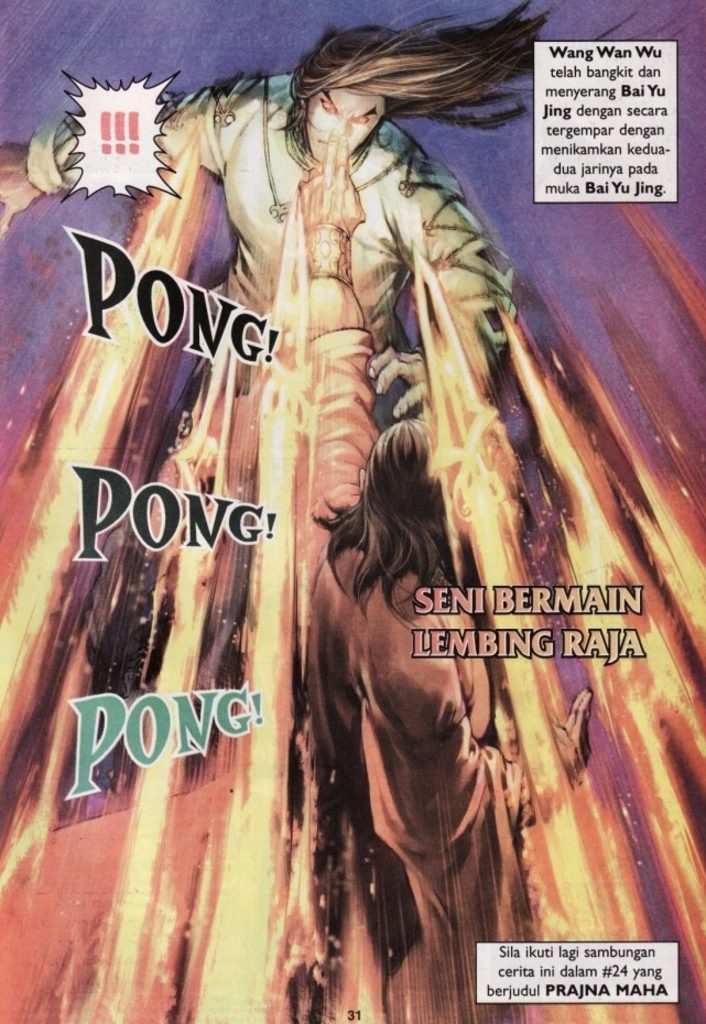 Wang Wan Wu
telah bangkit dan
menyerang Bai Yu
Jing dengan secara
tergempar dengan
menikamkan kedua-
dua jarinya pada
muka Bai Yu Jing.
!!!
PONG!
PONG!
SENI BERMAIN
LEMBING RAJA
PONG!
Sila ikuti lagi sambungan
cerita ini dalam #24 yang
berjudul PRAJNA MAHA
31